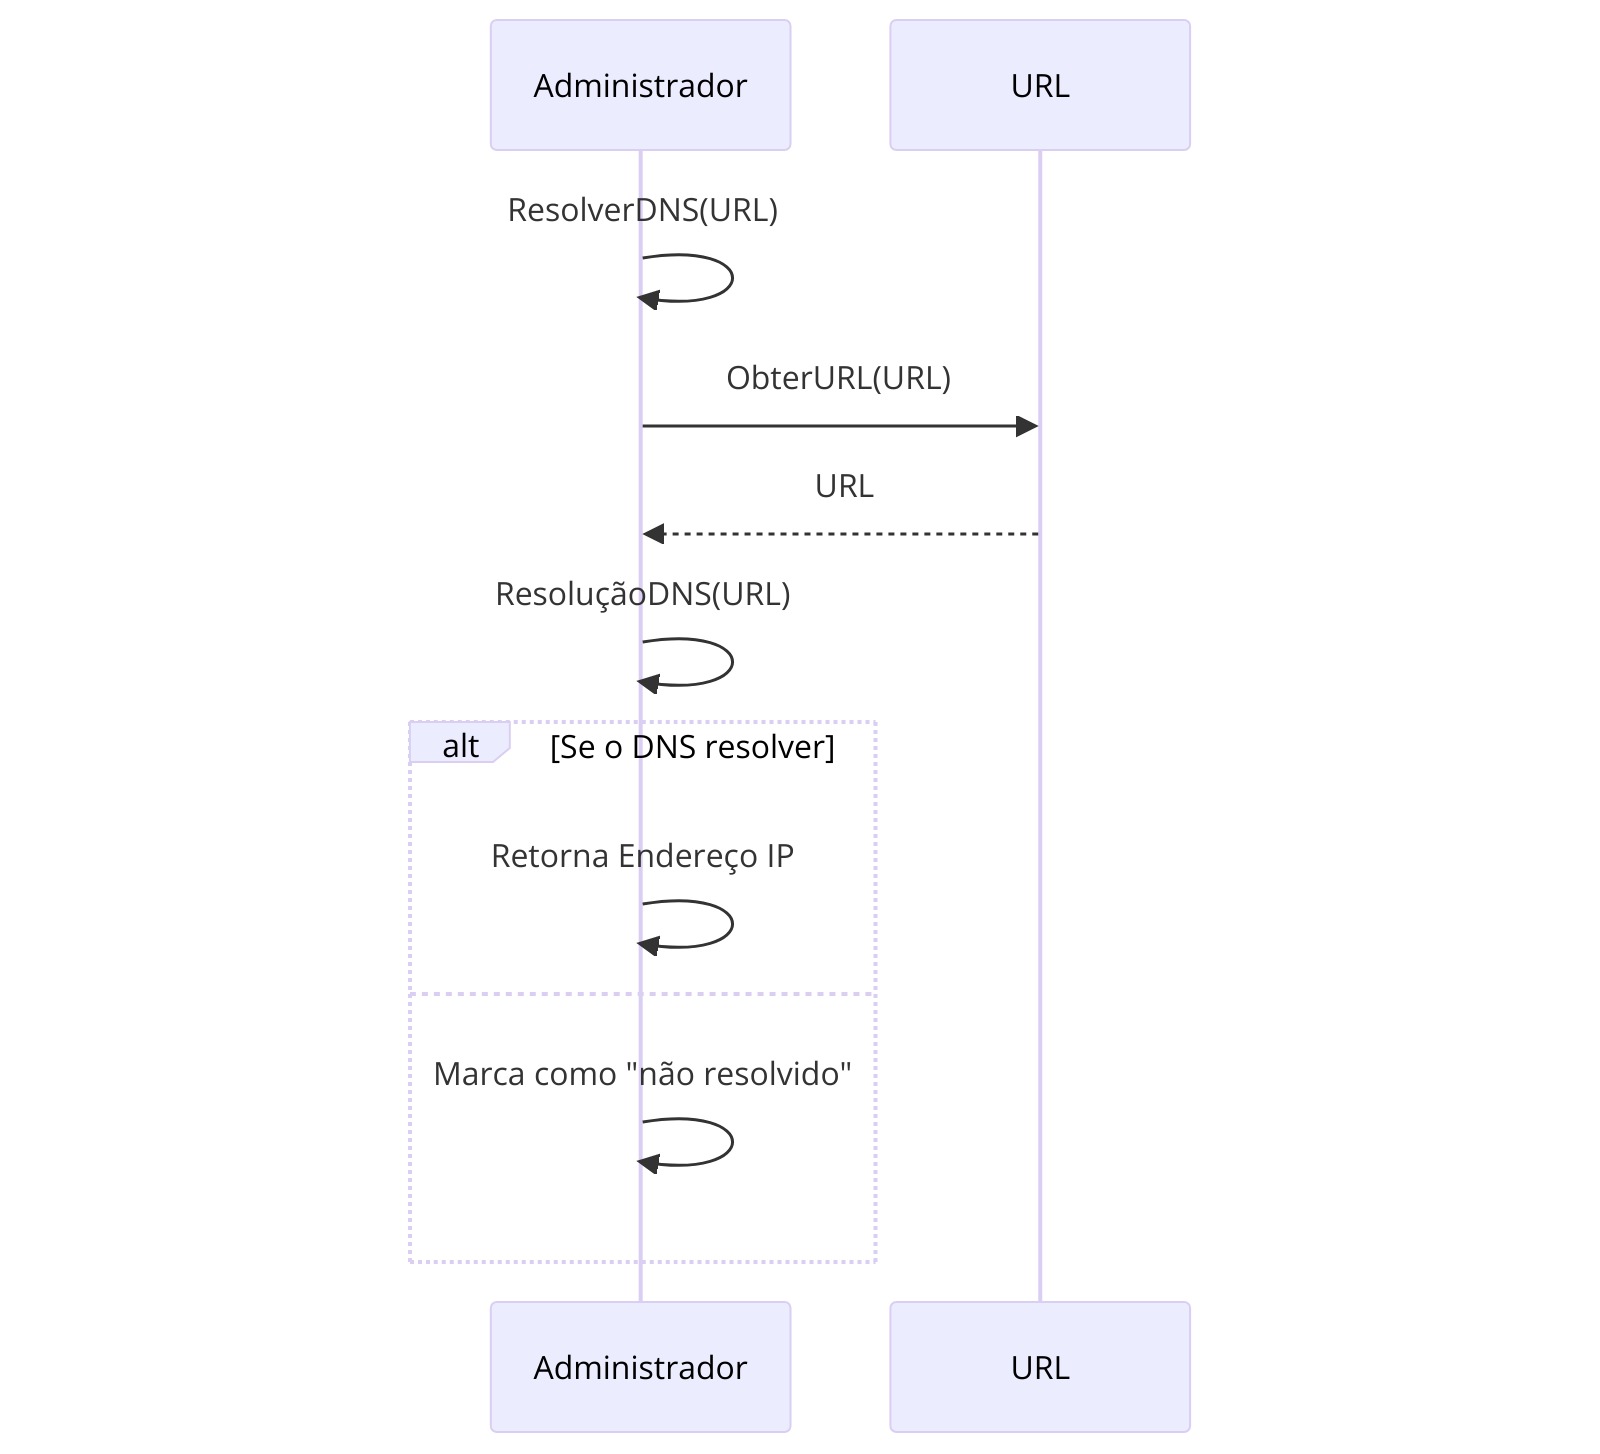 Administrador
URL
ResolverDNS(URL)
ObterURL(URL)
URL
ResoluçãoDNS(URL)
alt
[Se o DNS resolver]
Retorna Endereço IP
Marca como "não resolvido"
Administrador
URL